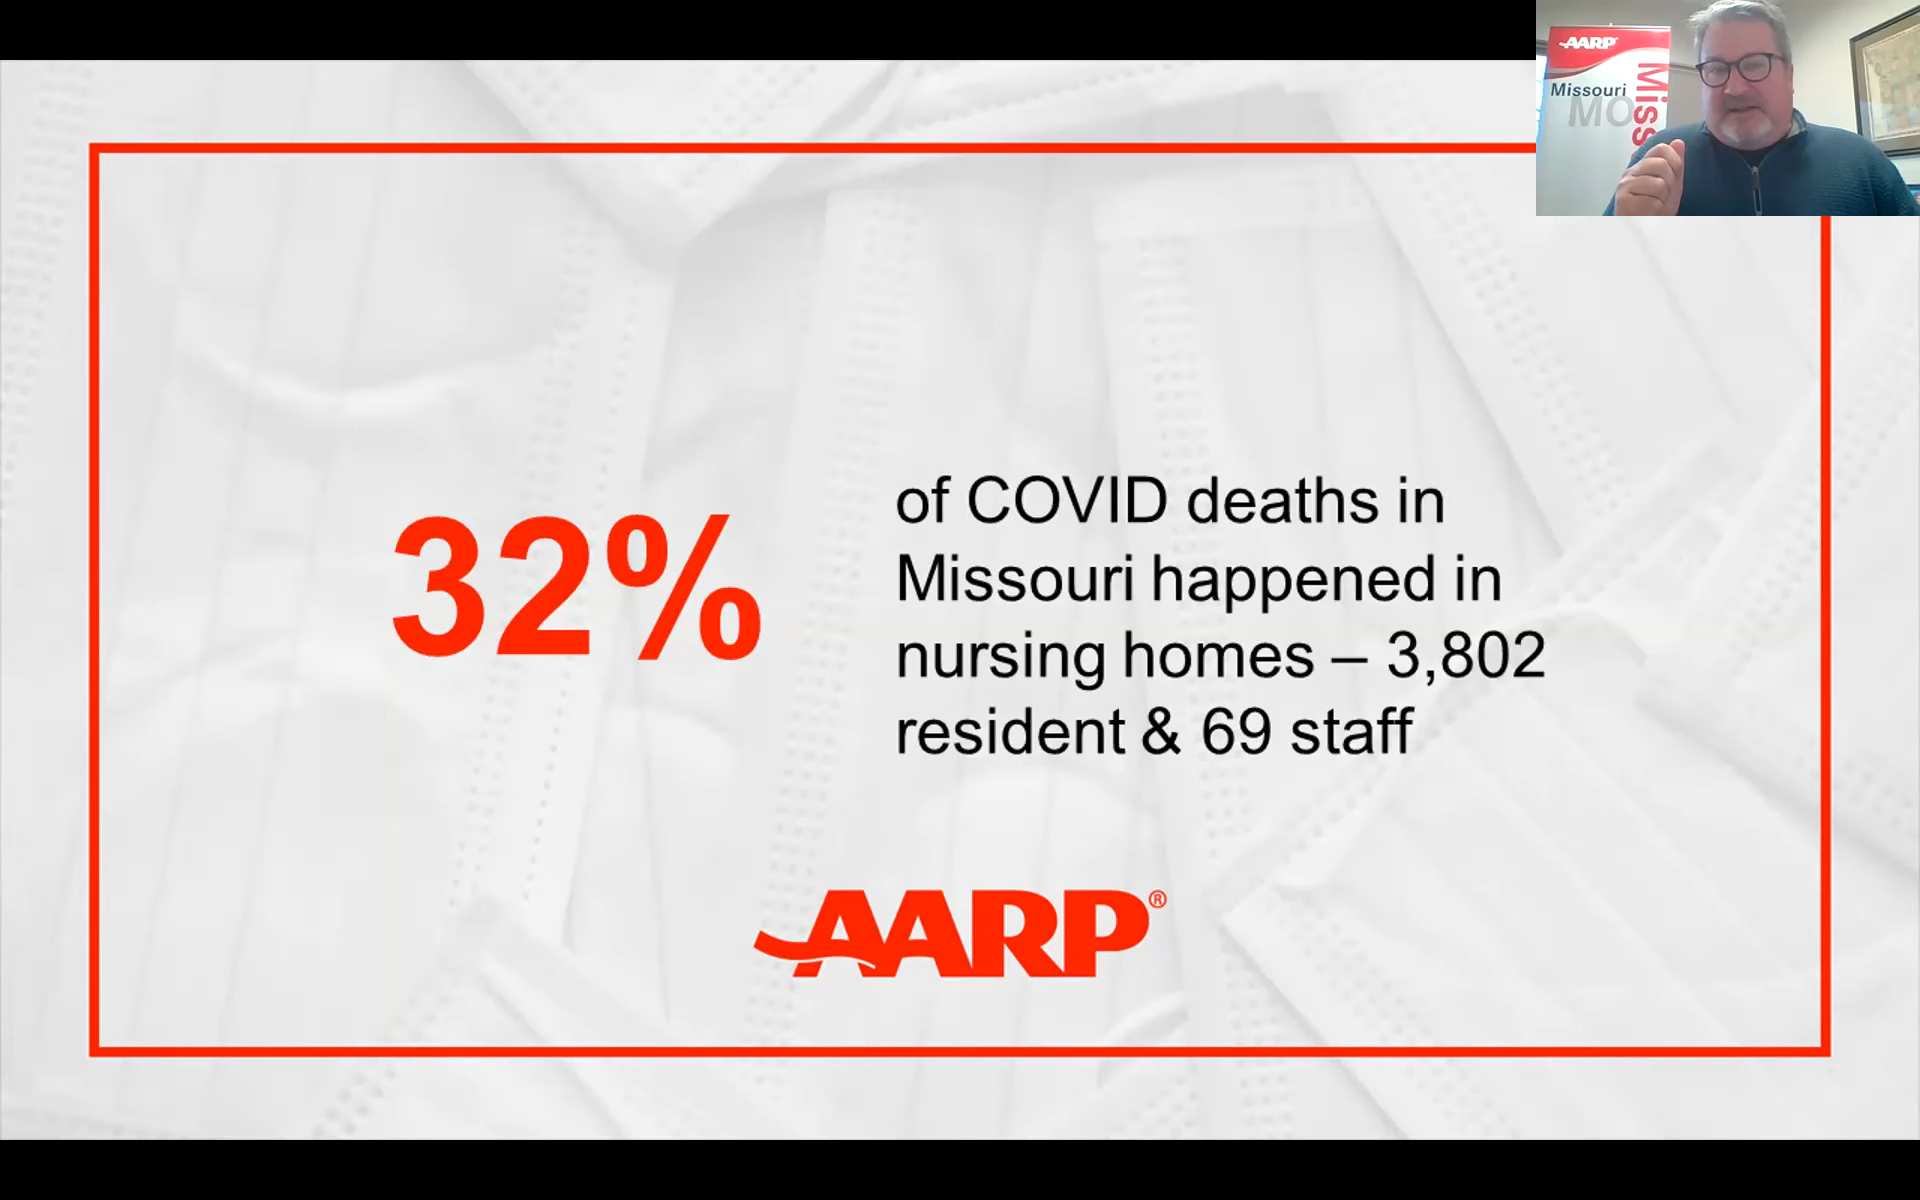 AARP®
Missouri
MO
Miss
32%
of COVID deaths in
Missouri happened in
nursing homes – 3,802
resident & 69 staff
AARP®